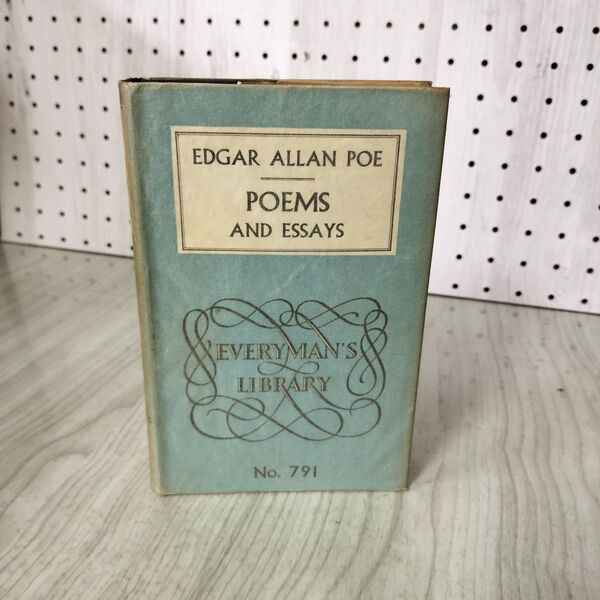 EDGAR ALLAN POE
POEMS
AND ESSAYS
EVERYMAN'S
LIBRARY
No. 791